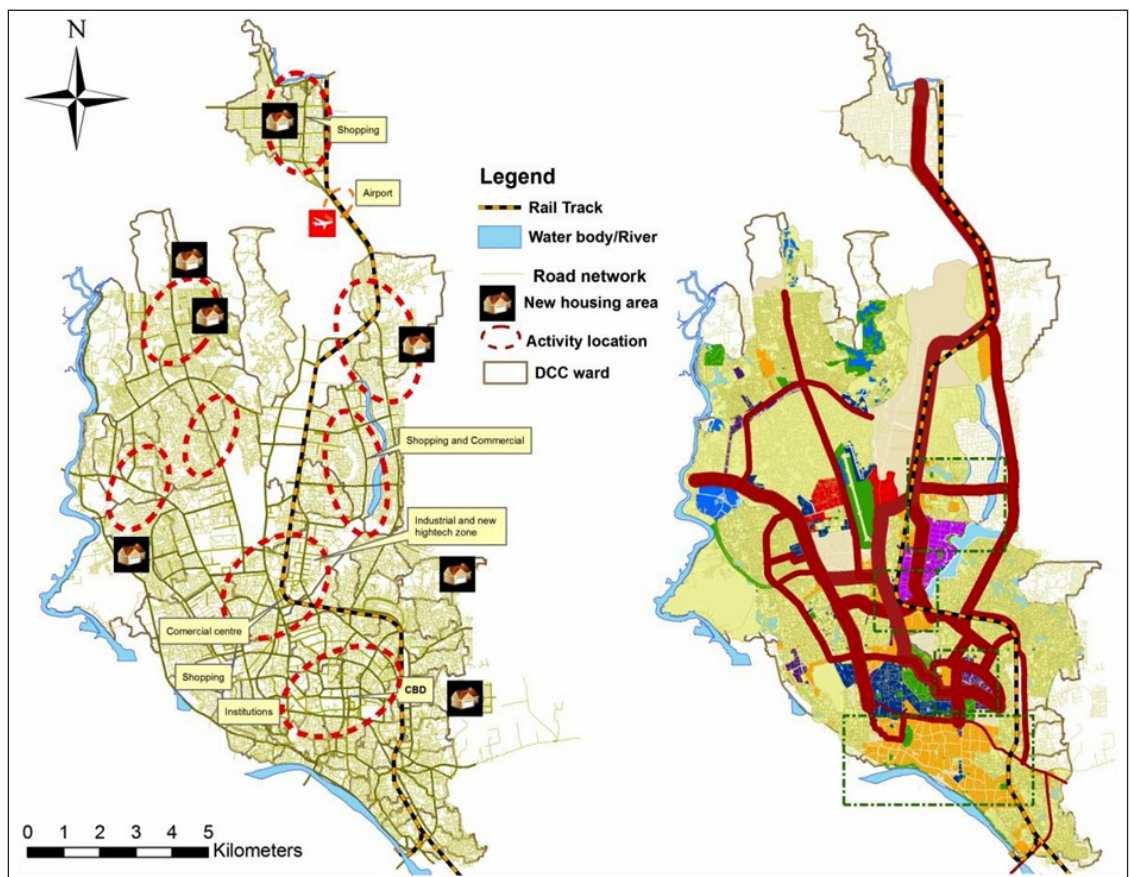 N
Shopping
Airport
Legend
Rail Track
Water body/River
Road network
New housing area
Activity location
DCC ward
Shopping and Commercial
Industrial and new
hightech zone
Comercial centre
Shopping
CBD
Institutions
0 1 2 3 4 5
Kilometers